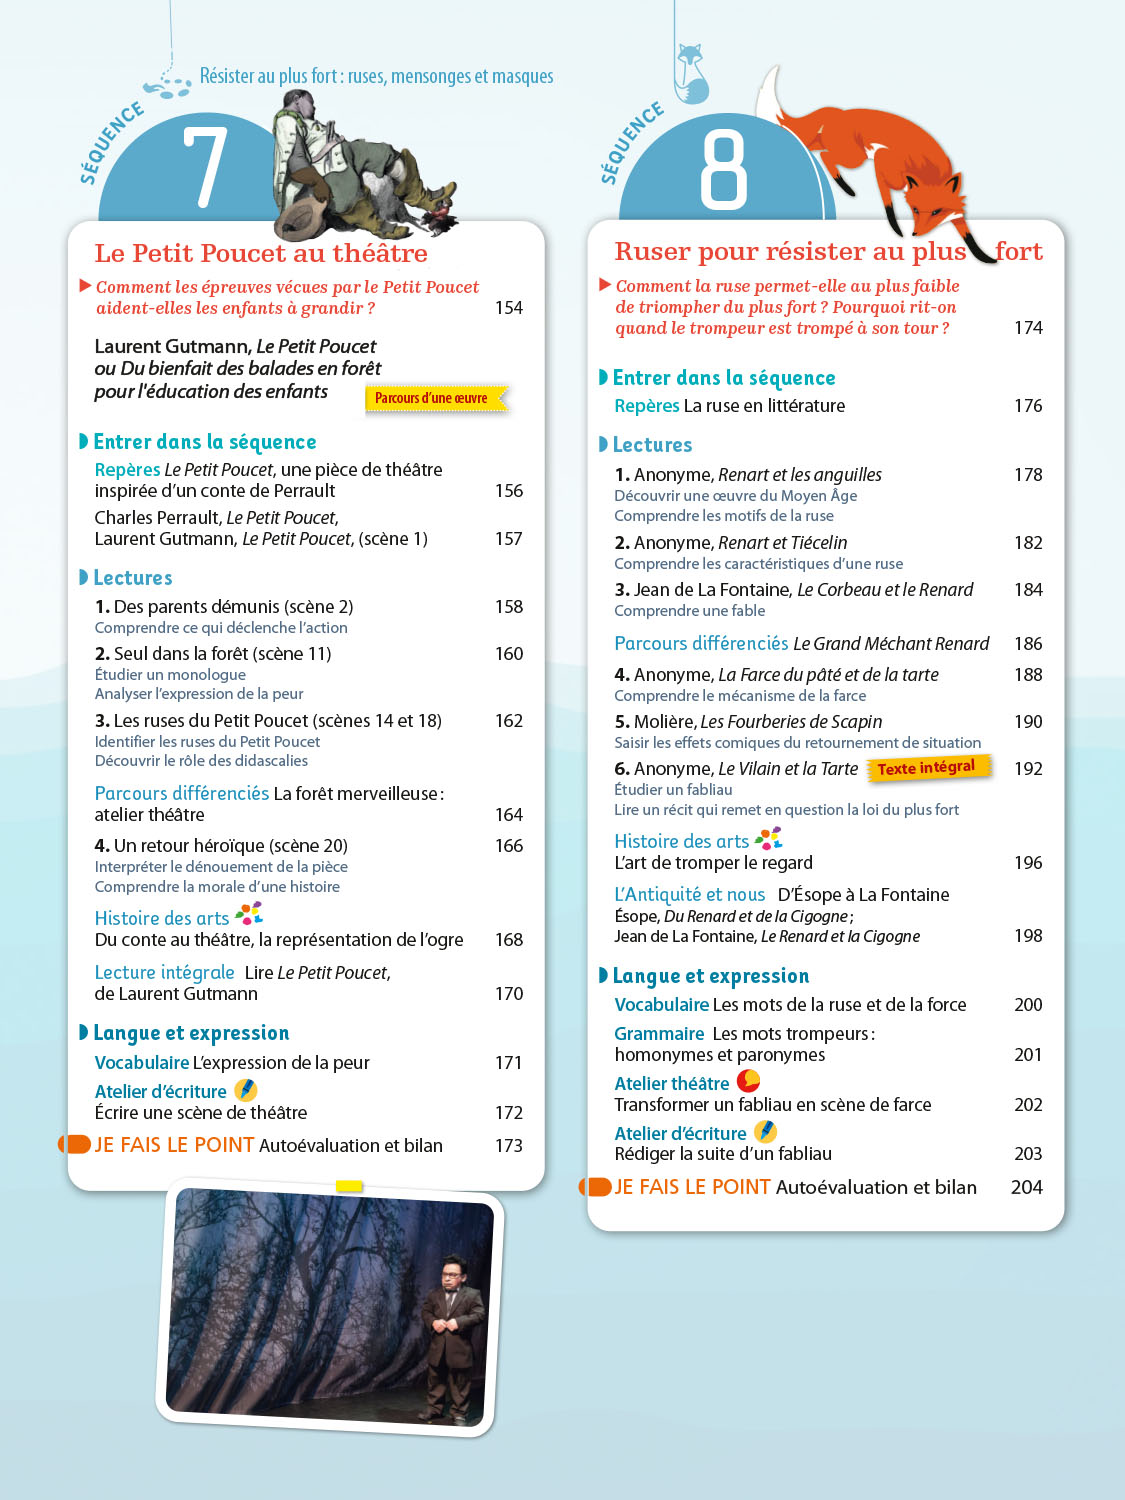 Résister au plus fort : ruses, mensonges et masques
SÉQUENCE
7
Le Petit Poucet au théâtre
Comment les épreuves vécues par le Petit Poucet
aident-elles les enfants à grandir ? 154
Laurent Gutmann, Le Petit Poucet
ou Du bienfait des balades en forêt
pour l'éducation des enfants
Parcours d'une œuvre
Entrer dans la séquence
Repères Le Petit Poucet, une pièce de théâtre
inspirée d'un conte de Perrault 156
Charles Perrault, Le Petit Poucet,
Laurent Gutmann, Le Petit Poucet, (scène 1) 157
Lectures
1. Des parents démunis (scène 2) 158
Comprendre ce qui déclenche l'action
2. Seul dans la forêt (scène 11) 160
Étudier un monologue
Analyser l'expression de la peur
3. Les ruses du Petit Poucet (scènes 14 et 18) 162
Identifier les ruses du Petit Poucet
Découvrir le rôle des didascalies
Parcours différenciés La forêt merveilleuse :
atelier théâtre 164
4. Un retour héroïque (scène 20) 166
Interpréter le dénouement de la pièce
Comprendre la morale d'une histoire
Histoire des arts
Du conte au théâtre, la représentation de l'ogre 168
Lecture intégrale Lire Le Petit Poucet,
de Laurent Gutmann 170
Langue et expression
Vocabulaire L'expression de la peur 171
Atelier d'écriture
Écrire une scène de théâtre 172
JE FAIS LE POINT Autoévaluation et bilan 173
SÉQUENCE
8
Ruser pour résister au plus fort
Comment la ruse permet-elle au plus faible
de triompher du plus fort ? Pourquoi rit-on
quand le trompeur est trompé à son tour ? 174
Entrer dans la séquence
Repères La ruse en littérature 176
Lectures
1. Anonyme, Renart et les anguilles 178
Découvrir une œuvre du Moyen Âge
Comprendre les motifs de la ruse
2. Anonyme, Renart et Tiécelin 182
Comprendre les caractéristiques d'une ruse
3. Jean de La Fontaine, Le Corbeau et le Renard 184
Comprendre une fable
Parcours différenciés Le Grand Méchant Renard 186
4. Anonyme, La Farce du pâté et de la tarte 188
Comprendre le mécanisme de la farce
5. Molière, Les Fourberies de Scapin 190
Saisir les effets comiques du retournement de situation
6. Anonyme, Le Vilain et la Tarte Texte intégral 192
Étudier un fabliau
Lire un récit qui remet en question la loi du plus fort
Histoire des arts
L'art de tromper le regard 196
L'Antiquité et nous D'Ésope à La Fontaine
Ésope, Du Renard et de la Cigogne ;
Jean de La Fontaine, Le Renard et la Cigogne 198
Langue et expression
Vocabulaire Les mots de la ruse et de la force 200
Grammaire Les mots trompeurs :
homonymes et paronymes 201
Atelier théâtre
Transformer un fabliau en scène de farce 202
Atelier d'écriture
Rédiger la suite d'un fabliau 203
JE FAIS LE POINT Autoévaluation et bilan 204